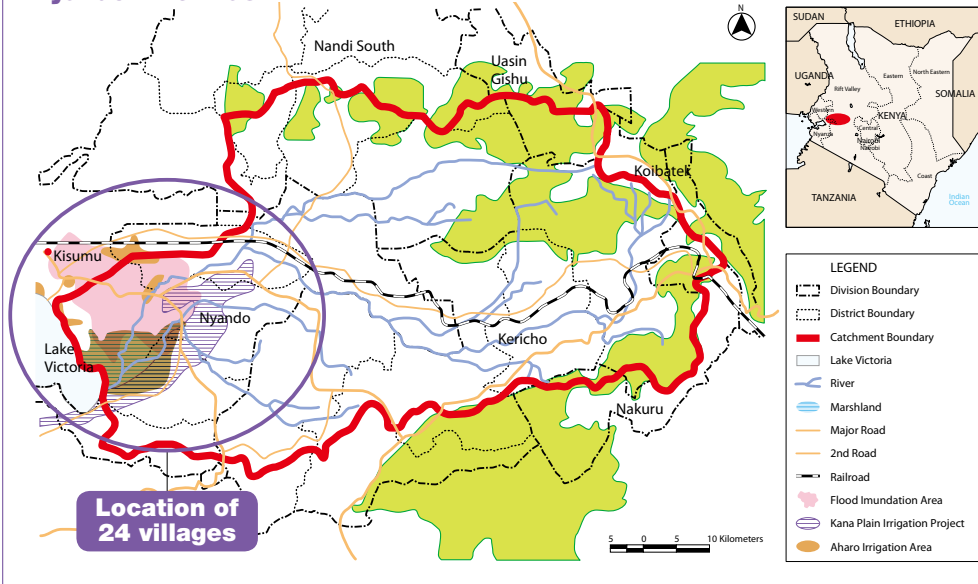 Nandi South
Uasin
Gishu
Koibatek
Kisumu
Nyando
Lake
Victoria
Kericho
Nakuru
Location of
24 villages
N
5 0 5 10 Kilometers
SUDAN
ETHIOPIA
UGANDA
Rift Valley
Eastern
North Eastern
SOMALIA
Western
KENYA
Nyanza
Central
Nairobi
Nairobi
Coast
TANZANIA
Indian
Ocean
LEGEND
Division Boundary
District Boundary
Catchment Boundary
Lake Victoria
River
Marshland
Major Road
2nd Road
Railroad
Flood Imundation Area
Kana Plain Irrigation Project
Aharo Irrigation Area